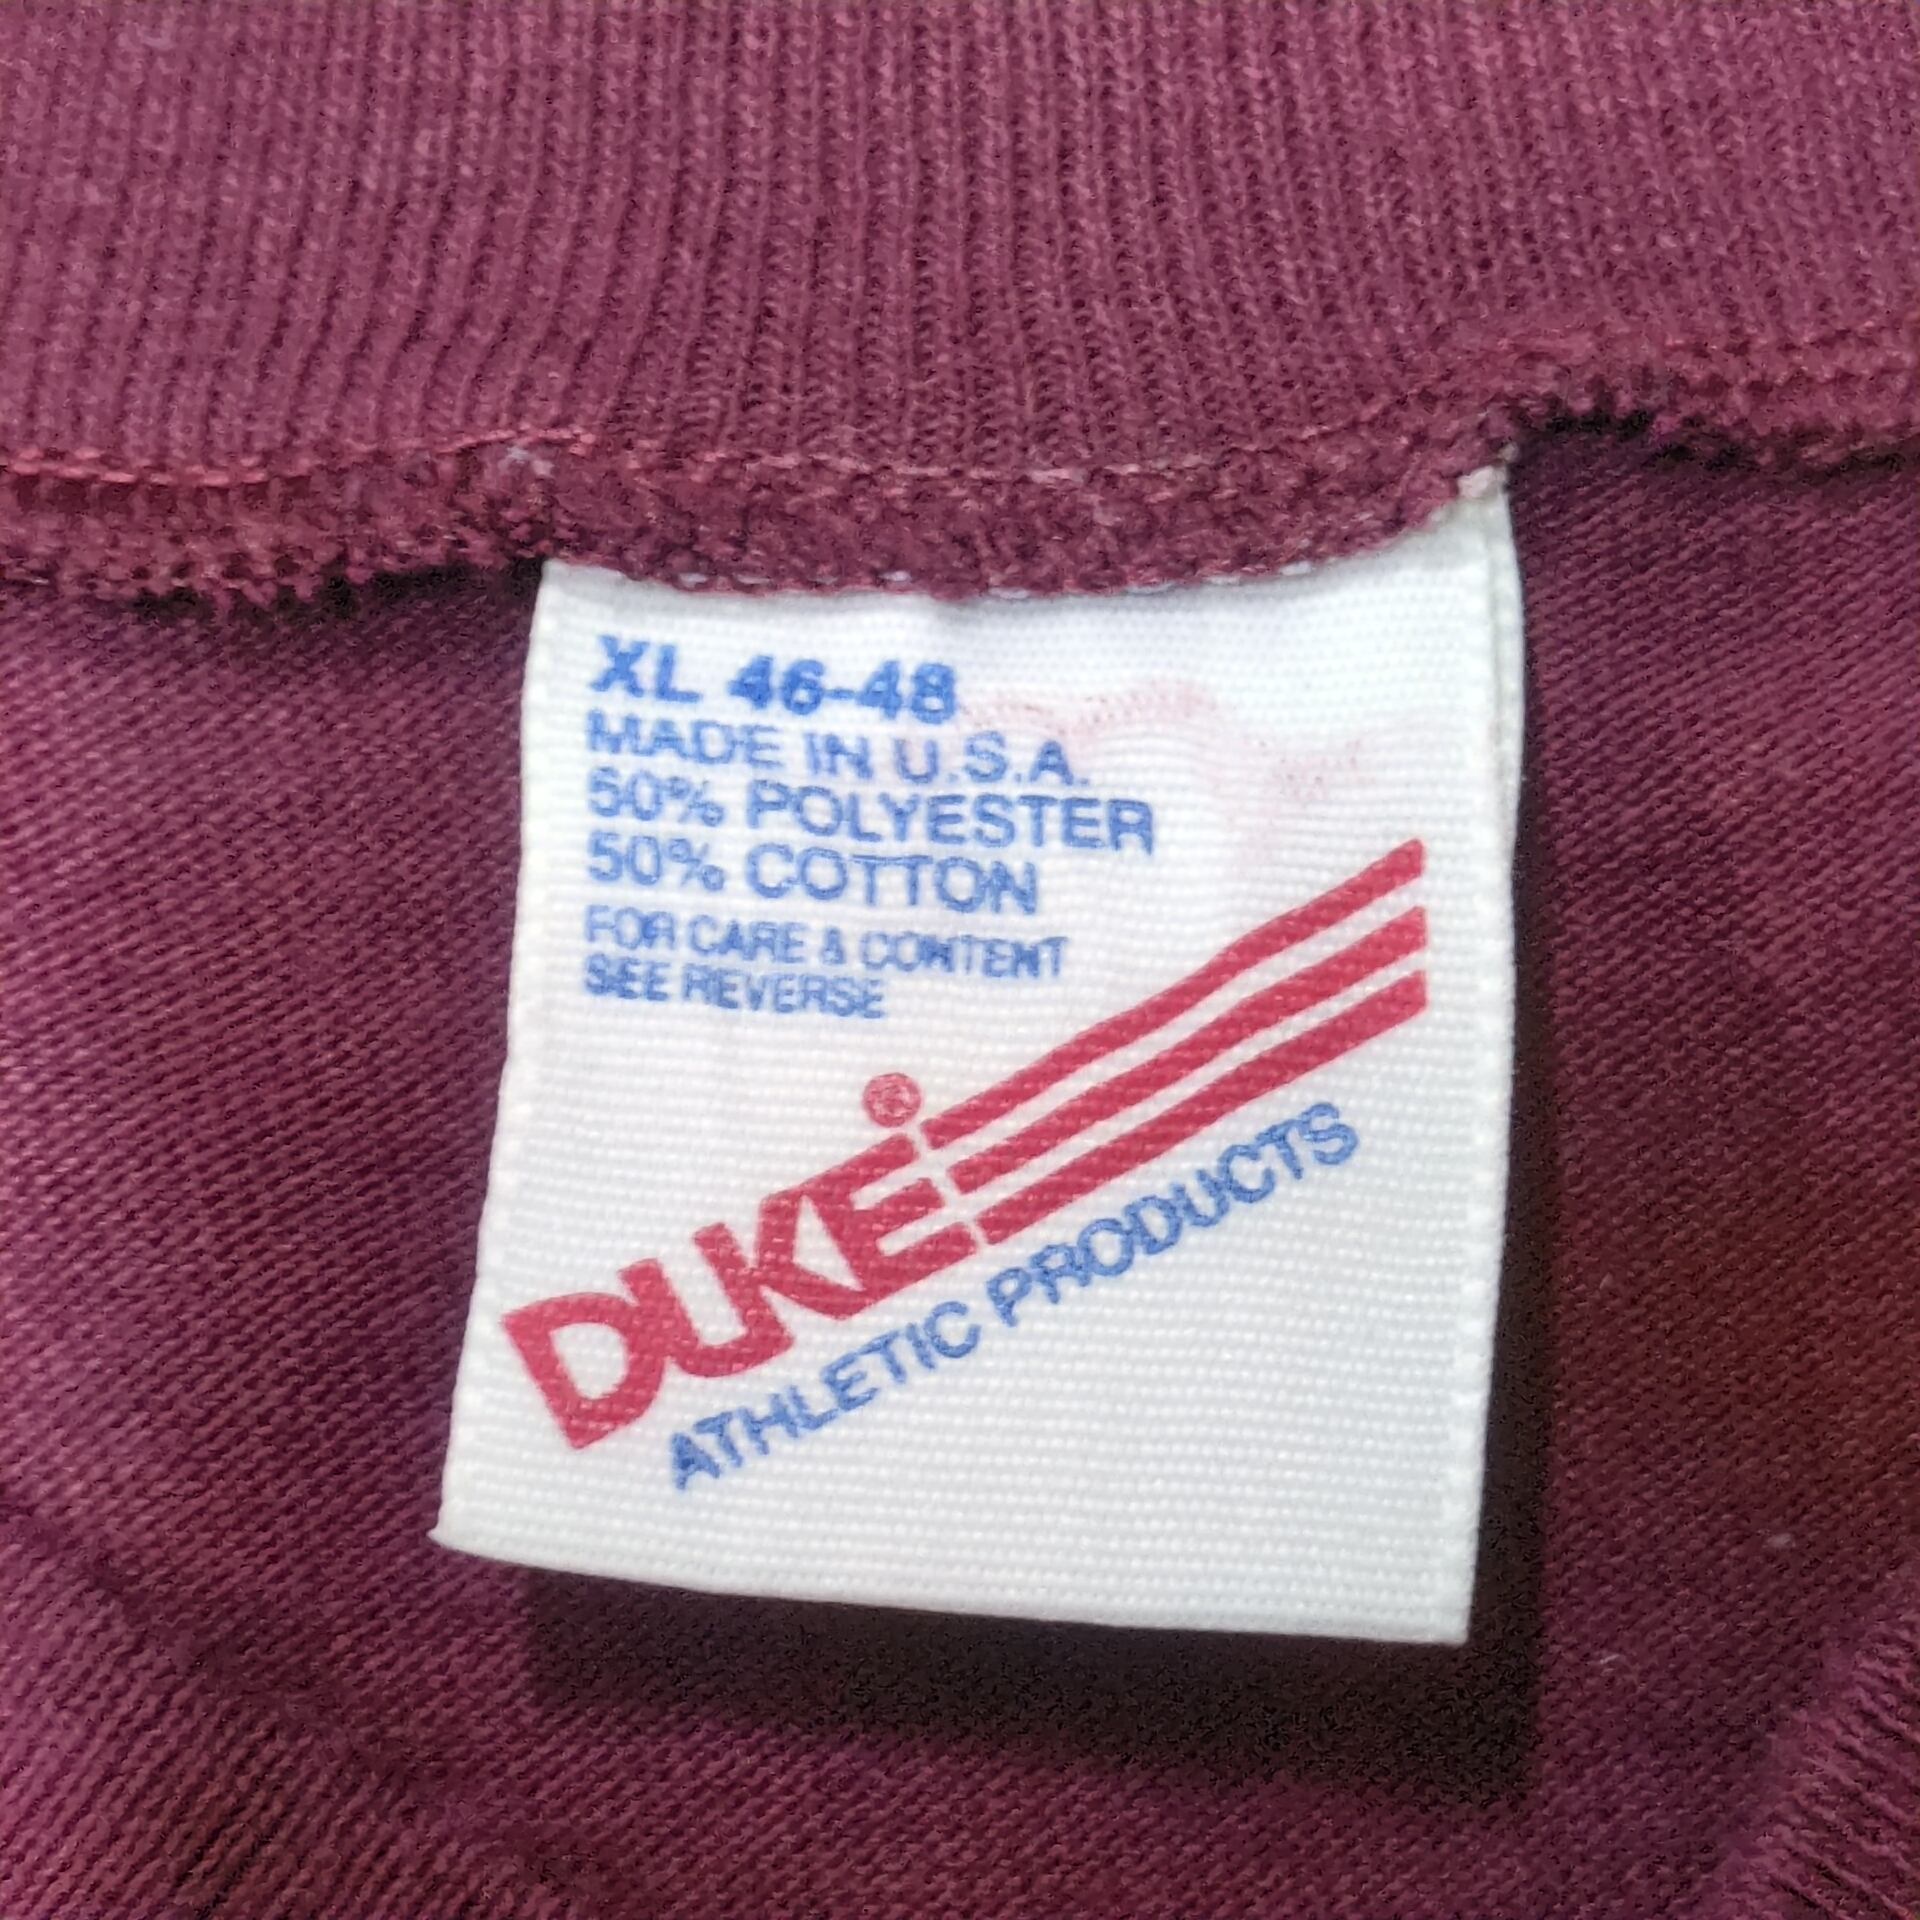 XL 46-48
MADE IN U.S.A.
50% POLYESTER
50% COTTON
FOR CARE & CONTENT
SEE REVERSE
DUKE®
ATHLETIC PRODUCTS